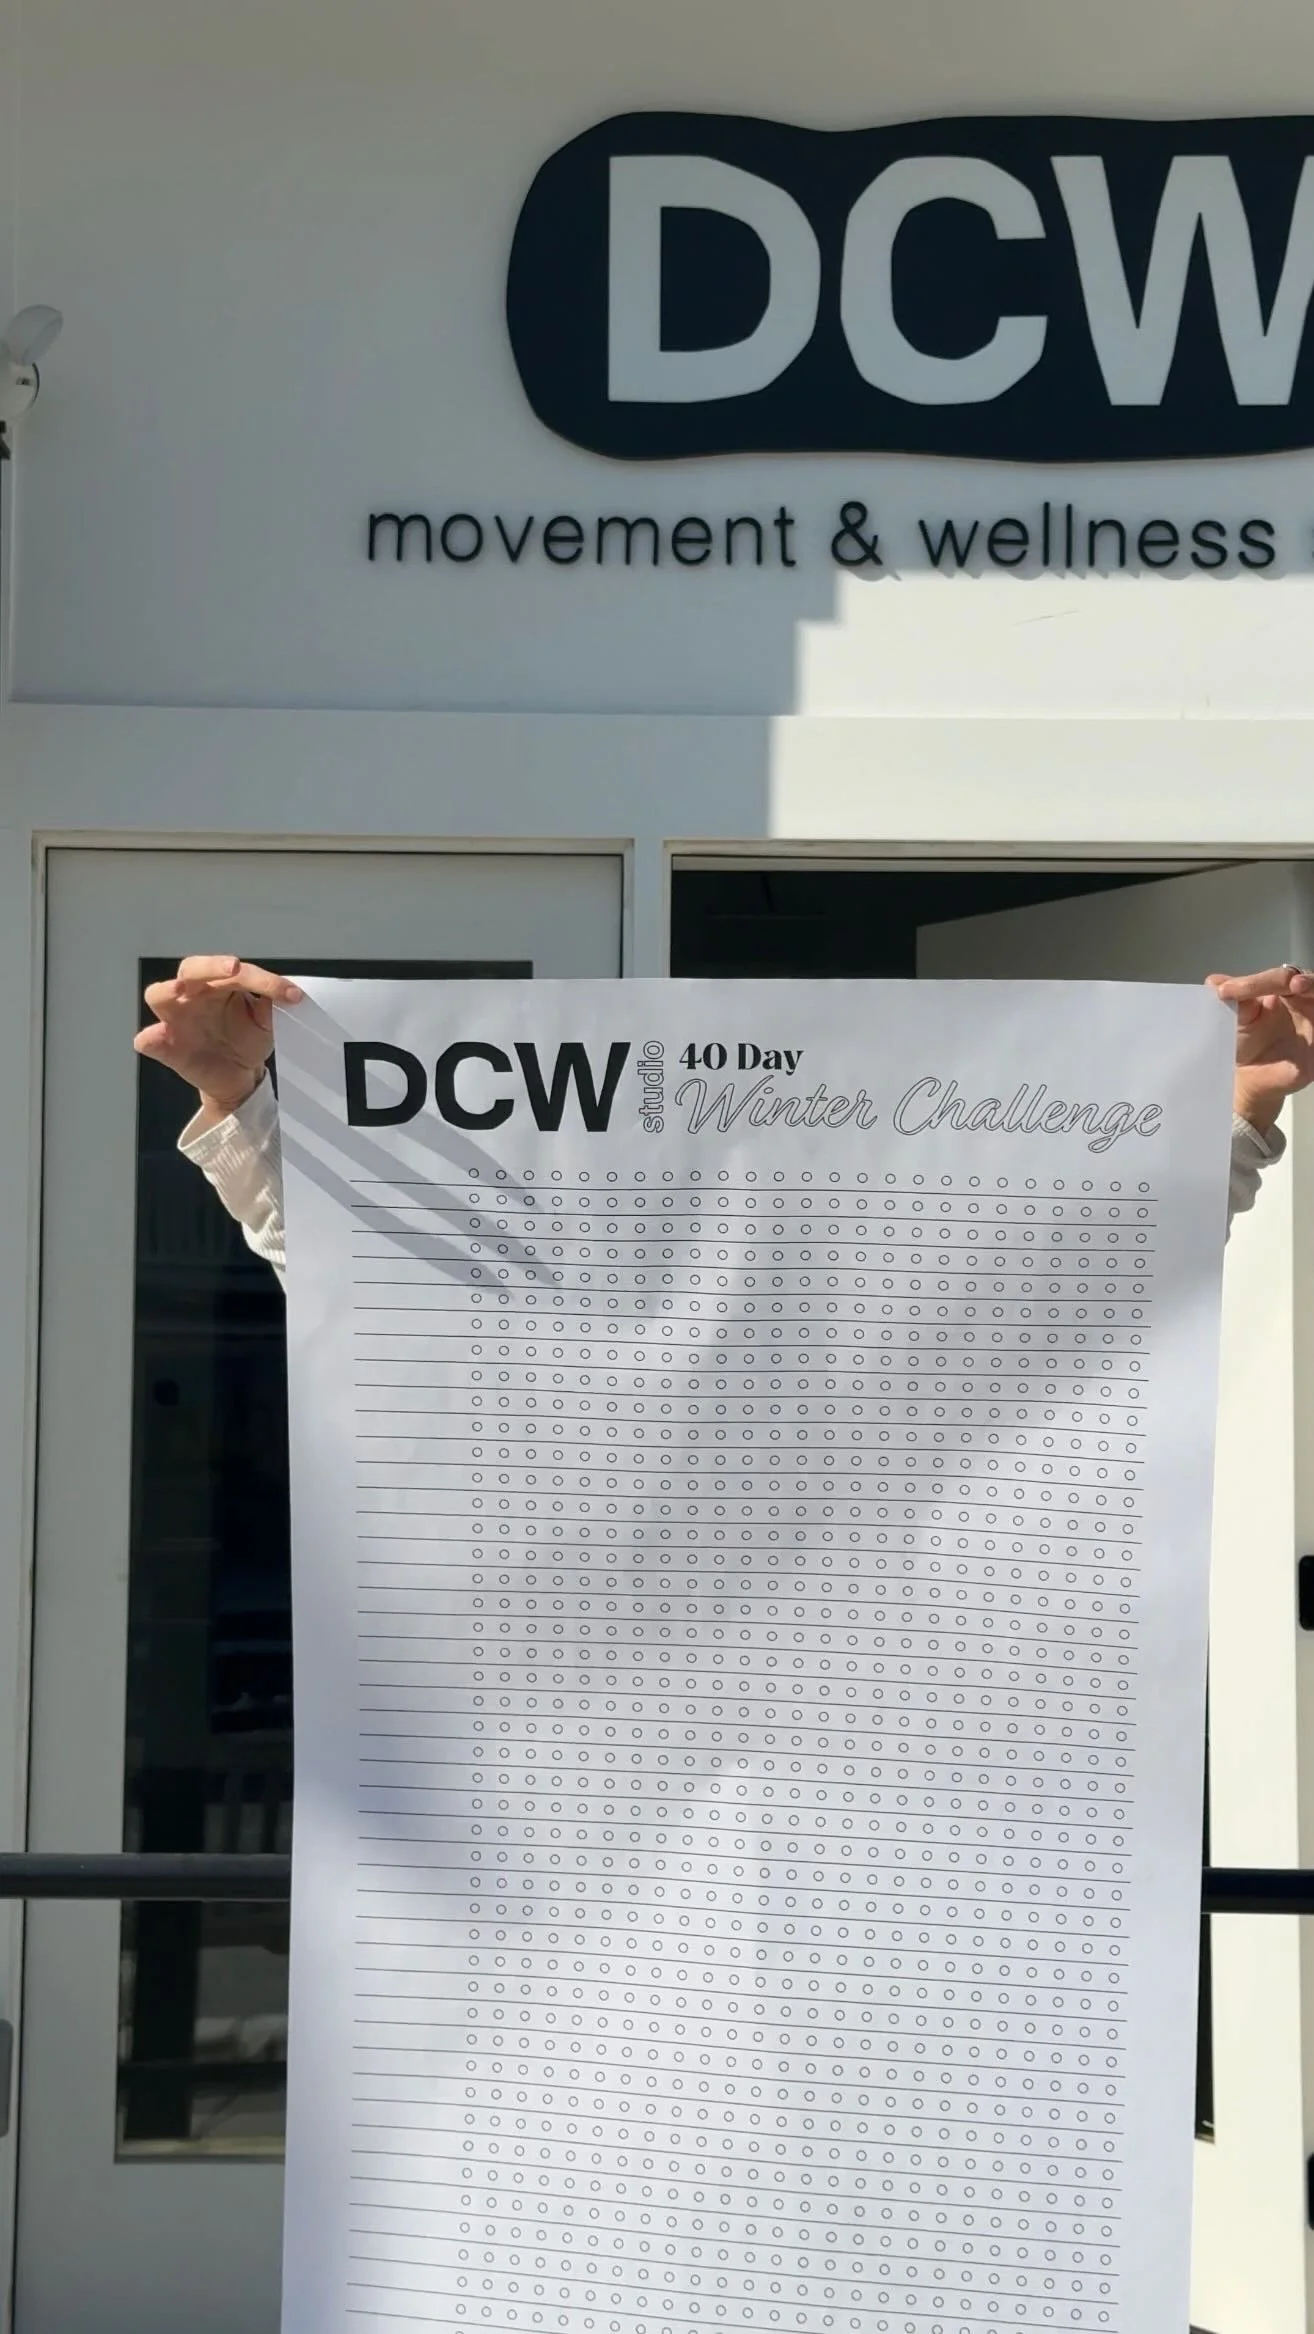 DCW
movement & wellness
DCW studio 40 Day
Winter Challenge